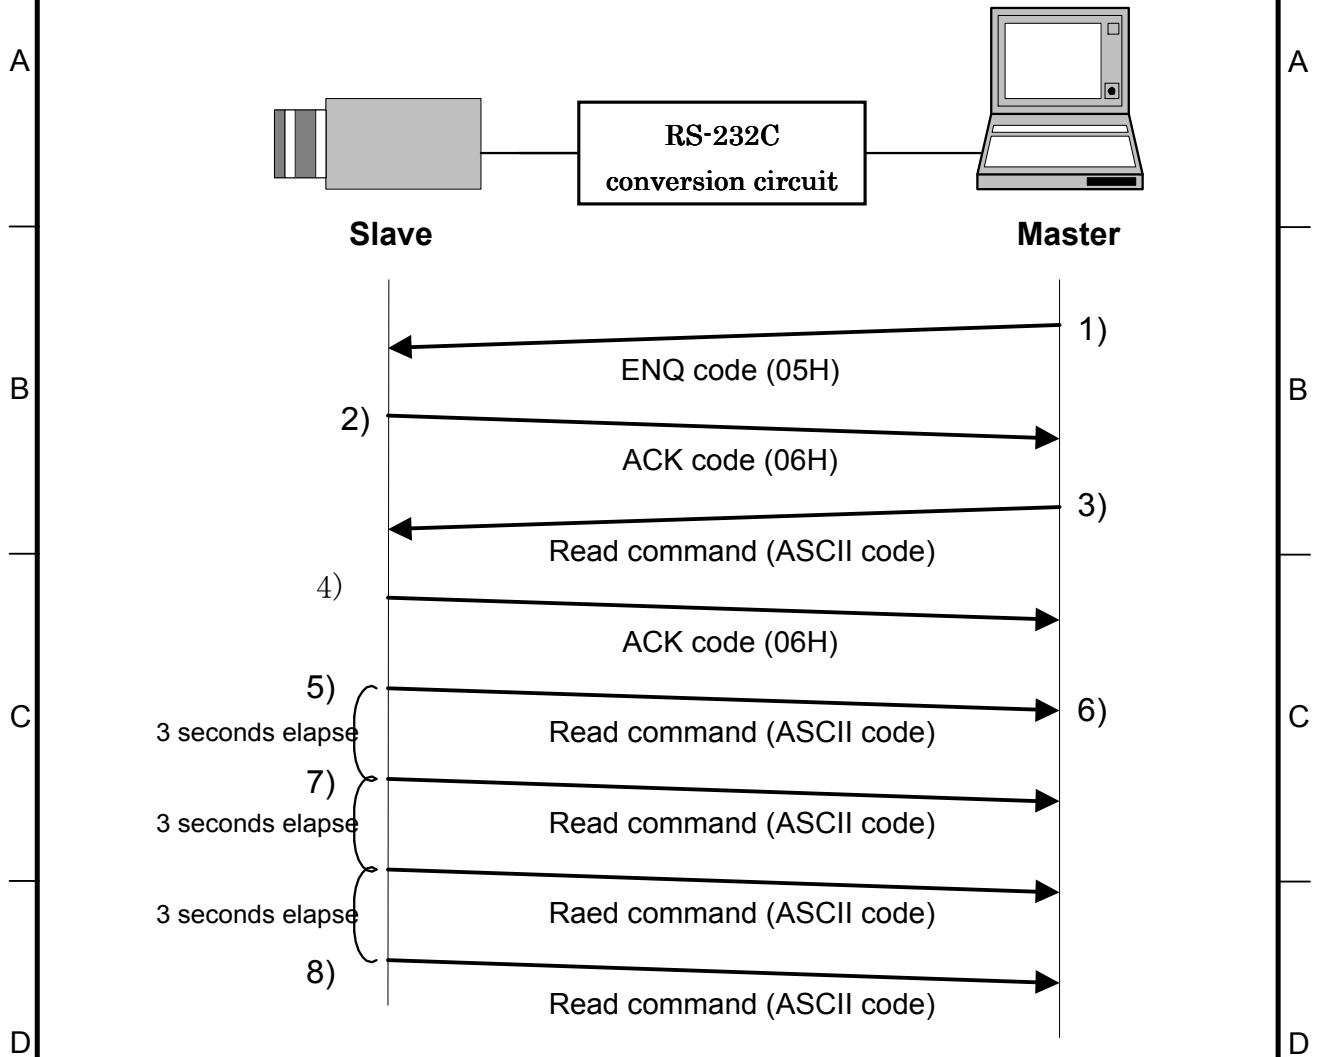 A
A
RS-232C
conversion circuit
Slave
Master
1)
ENQ code (05H)
B
B
2)
ACK code (06H)
3)
Read command (ASCII code)
4)
ACK code (06H)
5)
6)
C
C
3 seconds elapse
Read command (ASCII code)
7)
3 seconds elapse
Read command (ASCII code)
3 seconds elapse
Raed command (ASCII code)
8)
Read command (ASCII code)
D
D